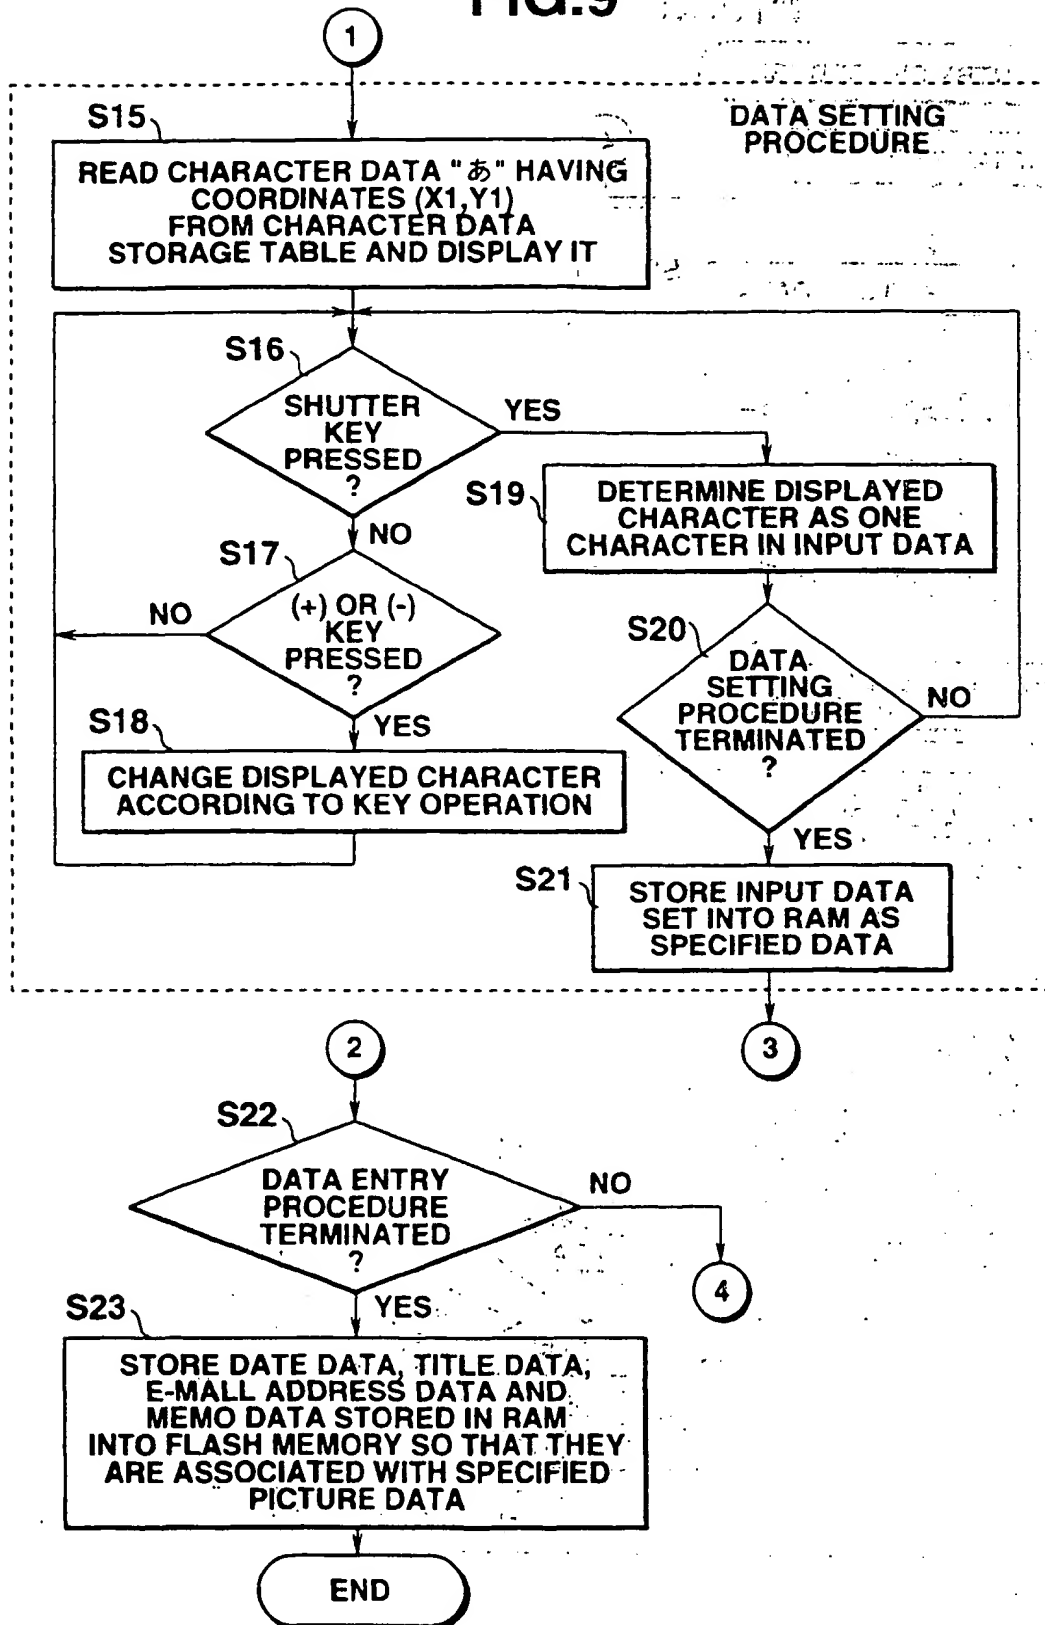 FIG.9
1
DATA SETTING
PROCEDURE
S15
READ CHARACTER DATA "あ" HAVING
COORDINATES (X1,Y1)
FROM CHARACTER DATA
STORAGE TABLE AND DISPLAY IT
S16
SHUTTER
KEY
PRESSED
?
YES
NO
S19
DETERMINE DISPLAYED
CHARACTER AS ONE
CHARACTER IN INPUT DATA
S17
(+) OR (-)
KEY
PRESSED
?
NO
YES
S20
DATA
SETTING
PROCEDURE
TERMINATED
?
NO
YES
S18
CHANGE DISPLAYED CHARACTER
ACCORDING TO KEY OPERATION
S21
STORE INPUT DATA
SET INTO RAM AS
SPECIFIED DATA
3
2
S22
DATA ENTRY
PROCEDURE
TERMINATED
?
NO
4
YES
S23
STORE DATE DATA, TITLE DATA,
E-MALL ADDRESS DATA AND
MEMO DATA STORED IN RAM
INTO FLASH MEMORY SO THAT THEY
ARE ASSOCIATED WITH SPECIFIED
PICTURE DATA
END